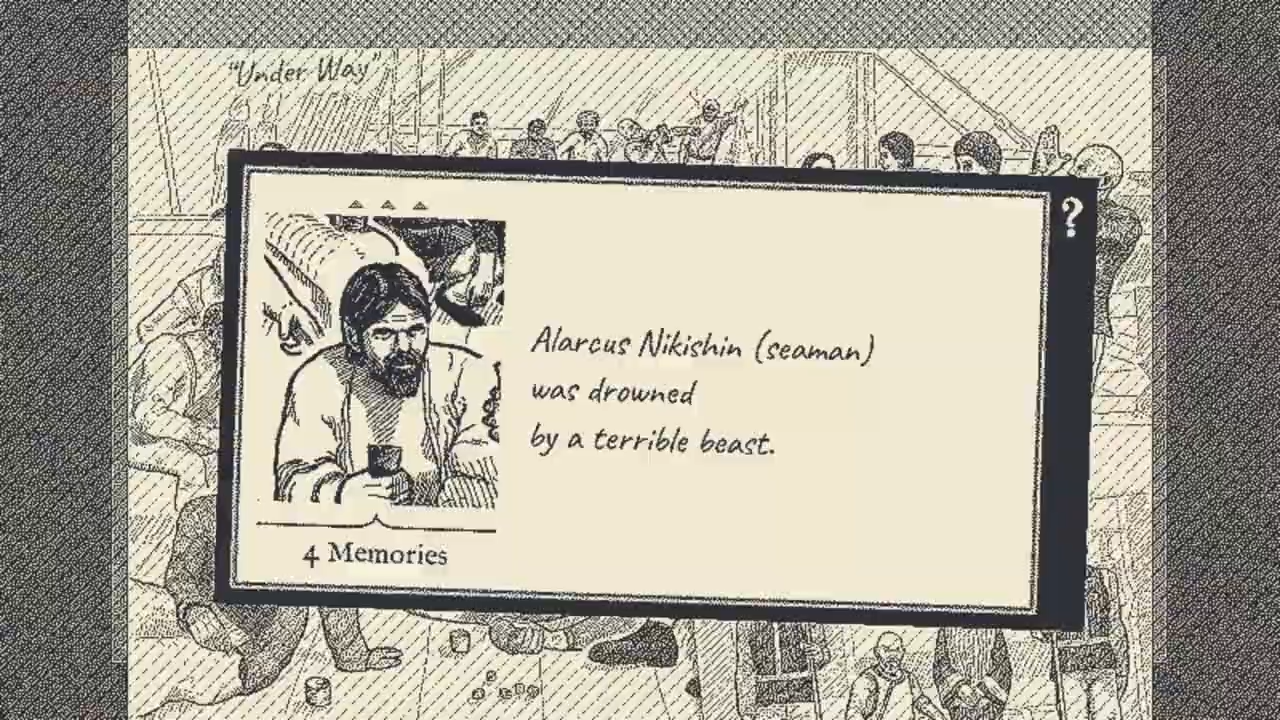 "Under Way"
?
Alarcus Nikishin (seaman)
was drowned
by a terrible beast.
4 Memories